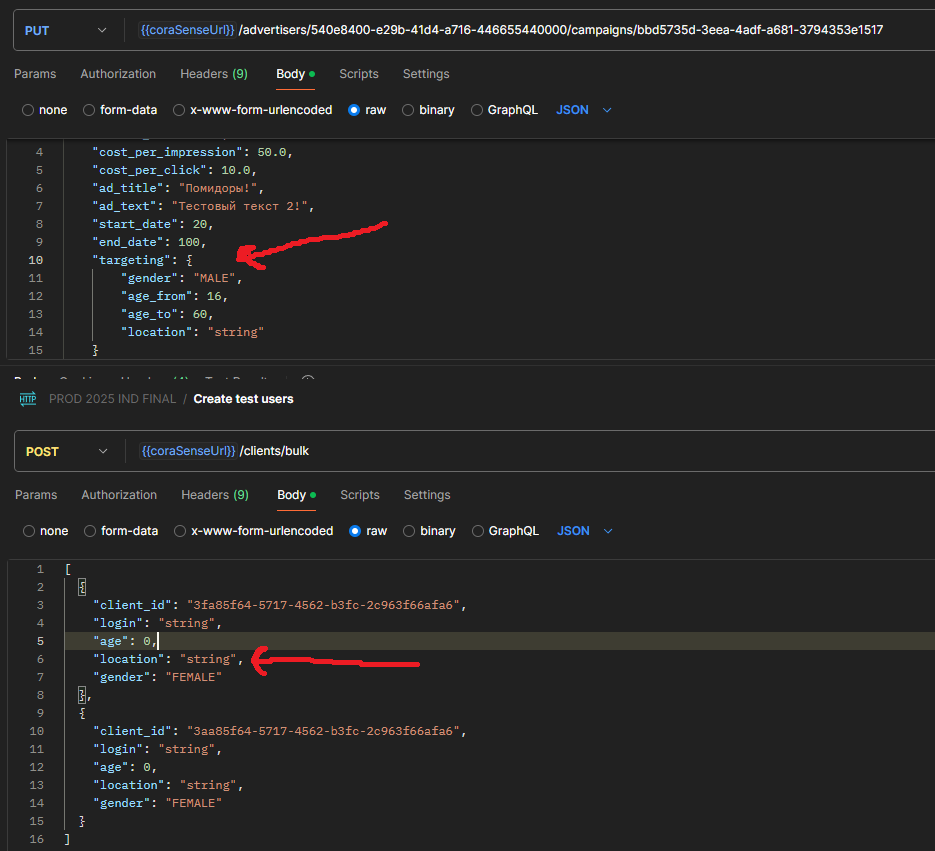 PUT {{coraSenseUrl}} /advertisers/540e8400-e29b-41d4-a716-446655440000/campaigns/bbd5735d-3eea-4adf-a681-3794353e1517
Params Authorization Headers (9) Body Scripts Settings
none form-data x-www-form-urlencoded raw binary GraphQL JSON
4 "cost_per_impression": 50.0,
5 "cost_per_click": 10.0,
6 "ad_title": "Помидоры!",
7 "ad_text": "Тестовый текст 2!",
8 "start_date": 20,
9 "end_date": 100,
10 "targeting": {
11 "gender": "MALE",
12 "age_from": 16,
13 "age_to": 60,
14 "location": "string"
15 }
HTTP PROD 2025 IND FINAL / Create test users
POST {{coraSenseUrl}} /clients/bulk
Params Authorization Headers (9) Body Scripts Settings
none form-data x-www-form-urlencoded raw binary GraphQL JSON
1 [
2 {
3 "client_id": "3fa85f64-5717-4562-b3fc-2c963f66afa6",
4 "login": "string",
5 "age": 0,
6 "location": "string",
7 "gender": "FEMALE"
8 },
9 {
10 "client_id": "3aa85f64-5717-4562-b3fc-2c963f66afa6",
11 "login": "string",
12 "age": 0,
13 "location": "string",
14 "gender": "FEMALE"
15 }
16 ]